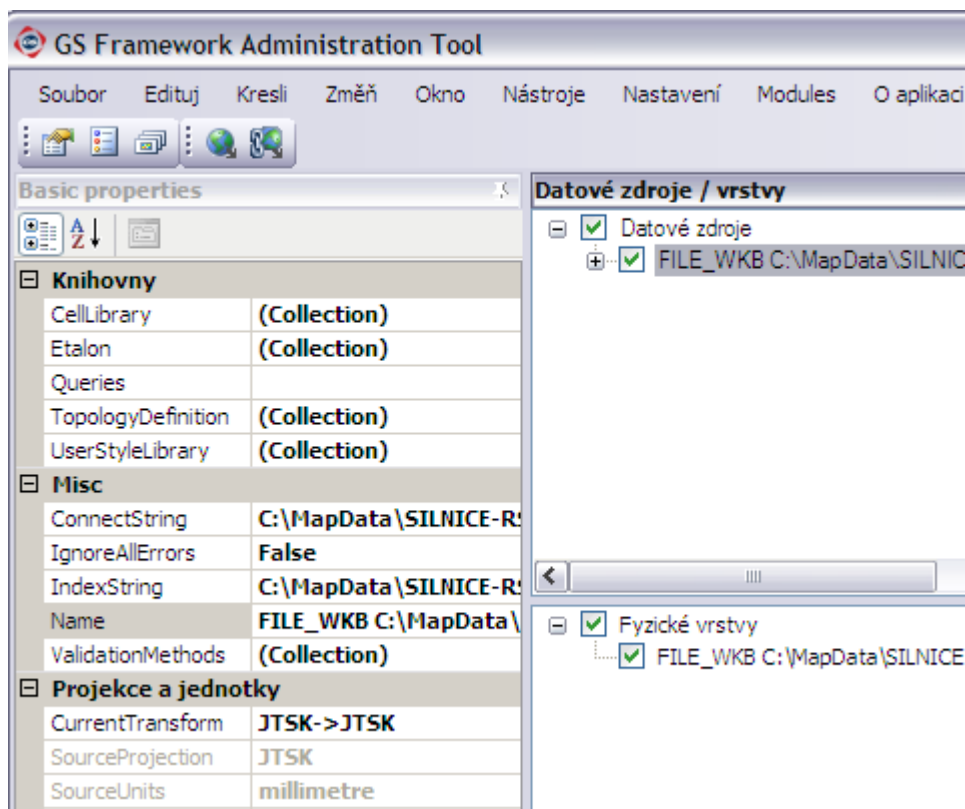 GS Framework Administration Tool
Soubor Edituj Kresli Změň Okno Nástroje Nastavení Modules O aplikaci
Basic properties
Knihovny
CellLibrary (Collection)
Etalon (Collection)
Queries
TopologyDefinition (Collection)
UserStyleLibrary (Collection)
Misc
ConnectString C:\MapData\SILNICE-RS
IgnoreAllErrors False
IndexString C:\MapData\SILNICE-RS
Name FILE_WKB C:\MapData\
ValidationMethods (Collection)
Projekce a jednotky
CurrentTransform JTSK->JTSK
SourceProjection JTSK
SourceUnits millimetre
Datové zdroje / vrstvy
Datové zdroje
FILE_WKB C:\MapData\SILNIC
Fyzické vrstvy
FILE_WKB C:\MapData\SILNICE